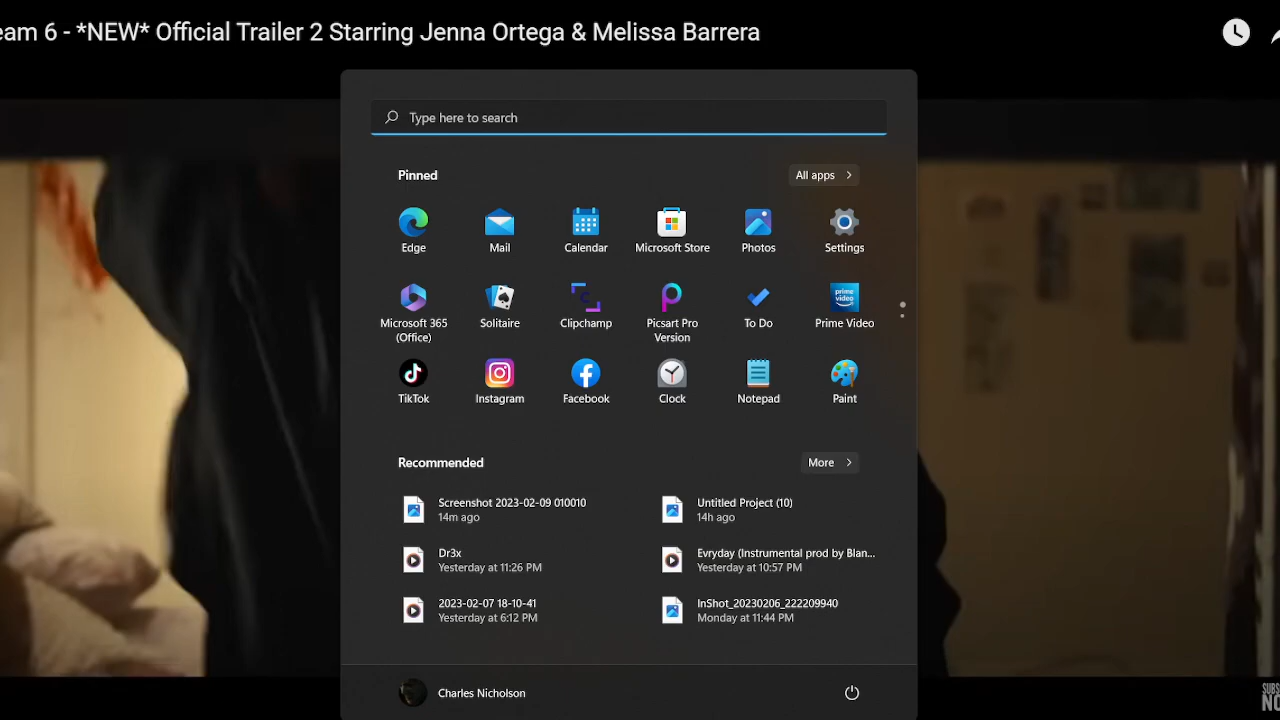 eam 6 - *NEW* Official Trailer 2 Starring Jenna Ortega & Melissa Barrera
Type here to search
Pinned
All apps
Edge
Mail
Calendar
Microsoft Store
Photos
Settings
Microsoft 365
(Office)
Solitaire
Clipchamp
Picsart Pro
Version
To Do
prime
video
Prime Video
TikTok
Instagram
Facebook
Clock
Notepad
Paint
Recommended
More
Screenshot 2023-02-09 010010
14m ago
Untitled Project (10)
14h ago
Dr3x
Yesterday at 11:26 PM
Evryday (Instrumental prod by Blan...
Yesterday at 10:57 PM
2023-02-07 18-10-41
Yesterday at 6:12 PM
InShot_20230206_222209940
Monday at 11:44 PM
Charles Nicholson
SUBS
NO